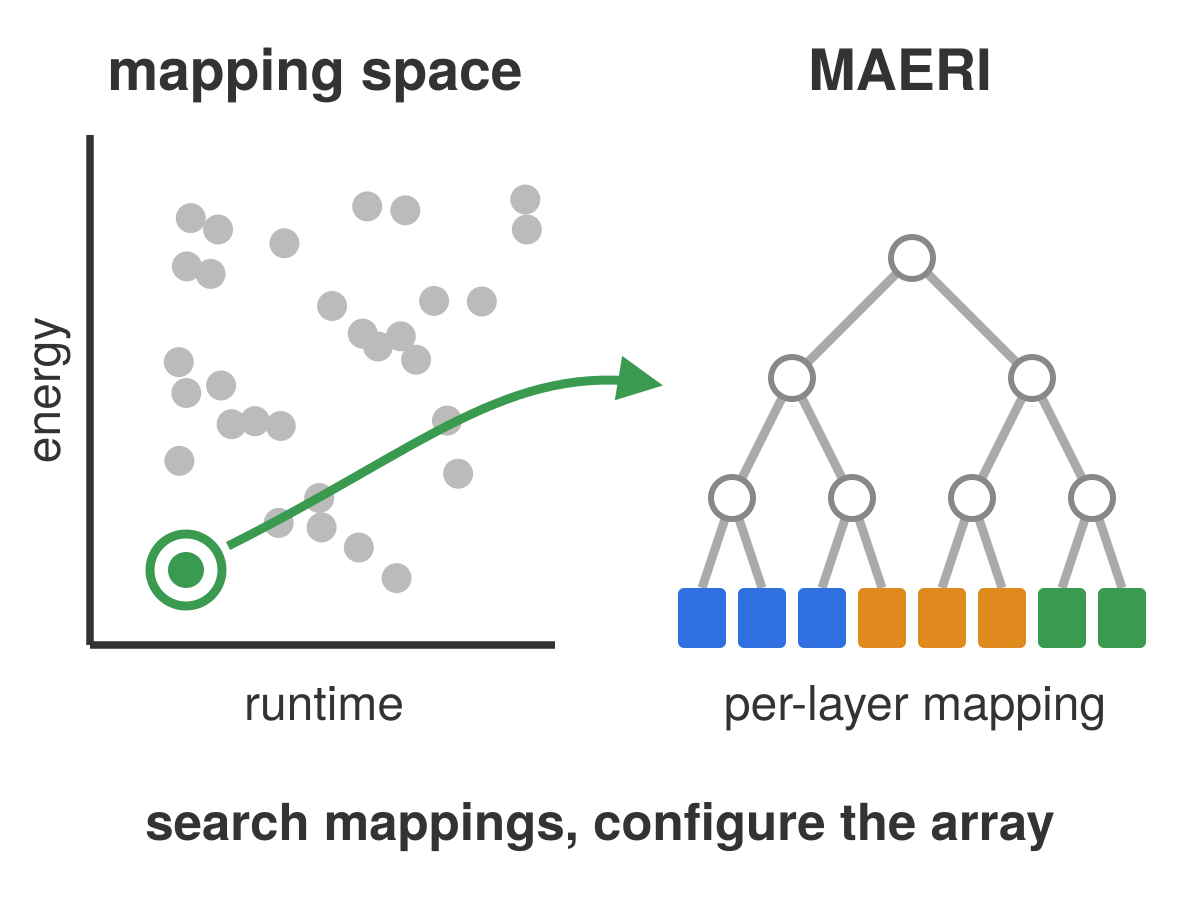 mapping space
MAERI
energy
runtime
per-layer mapping
search mappings, configure the array